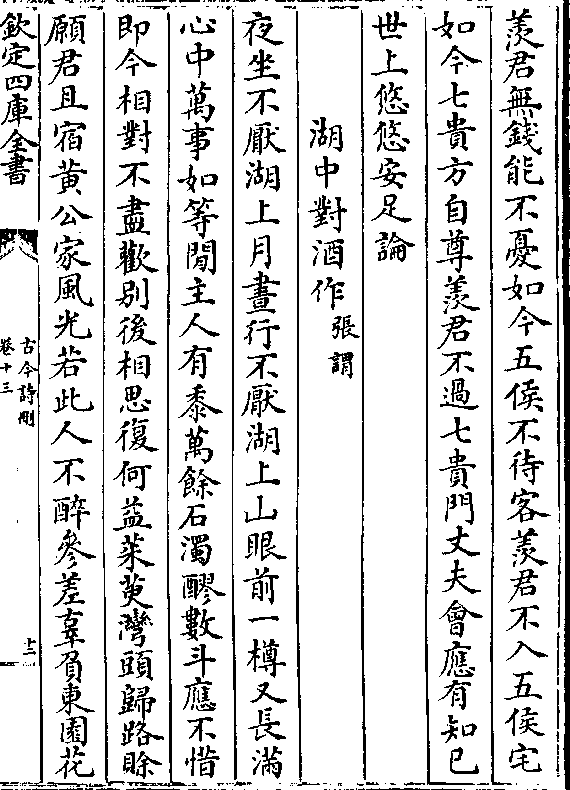 羨君無錢能不憂如今五侯不待客羨君不入五侯宅
如今七貴方自尊羨君不過七貴門丈夫會應有知已
世上悠悠安足論
湖中對酒作張謂
夜坐不厭湖上月晝行不厭湖上山眼前一樽又長滿
心中萬事如等閒主人有黍萬餘石濁醪數斗應不惜
即今相對不盡歡别後相思復何益茱萸灣頭歸路賒
願君且宿黄公家風光若此人不醉參差辜負東園花
欽定四庫全書
古今詩刪
卷十三
十二